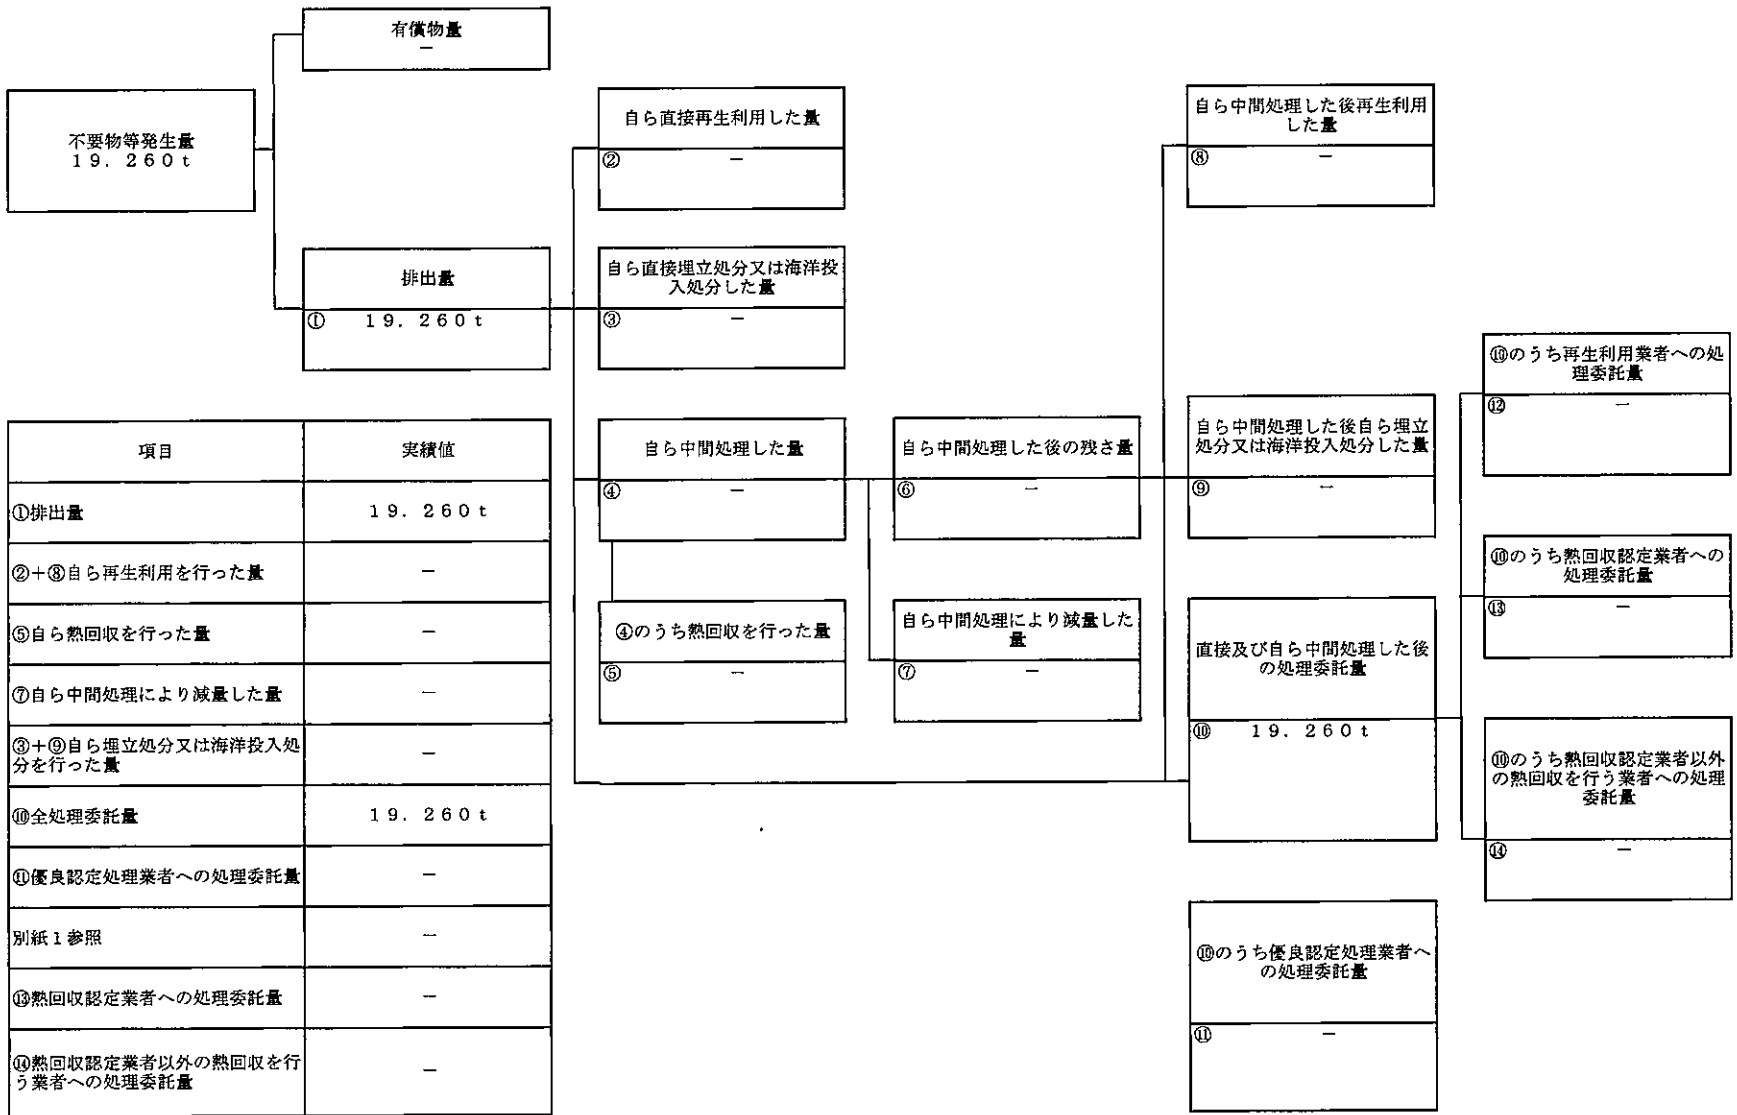 有償物量
－
不要物等発生量
１９．２６０ｔ
排出量
① １９．２６０ｔ
自ら直接再生利用した量
② －
自ら直接埋立処分又は海洋投
入処分した量
③ －
自ら中間処理した量
④ －
④のうち熱回収を行った量
⑤ －
自ら中間処理した後の残さ量
⑥ －
自ら中間処理により減量した
量
⑦ －
自ら中間処理した後再生利用
した量
⑧ －
自ら中間処理した後自ら埋立
処分又は海洋投入処分した量
⑨ －
直接及び自ら中間処理した後
の処理委託量
⑩ １９．２６０ｔ
⑩のうち優良認定処理業者へ
の処理委託量
⑪ －
⑩のうち再生利用業者への処
理委託量
⑫ －
⑩のうち熱回収認定業者への
処理委託量
⑬ －
⑩のうち熱回収認定業者以外
の熱回収を行う業者への処理
委託量
⑭ －
項目 実績値
①排出量 １９．２６０ｔ
②＋⑧自ら再生利用を行った量 －
⑤自ら熱回収を行った量 －
⑦自ら中間処理により減量した量 －
③＋⑨自ら埋立処分又は海洋投入処
分を行った量 －
⑩全処理委託量 １９．２６０ｔ
⑪優良認定処理業者への処理委託量 －
別紙１参照 －
⑬熱回収認定業者への処理委託量 －
⑭熱回収認定業者以外の熱回収を行
う業者への処理委託量 －